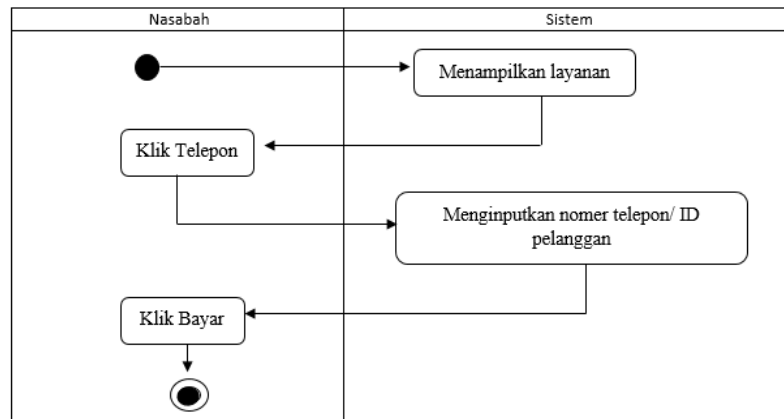 Nasabah
Sistem
Menampilkan layanan
Klik Telepon
Menginputkan nomer telepon/ ID
pelanggan
Klik Bayar